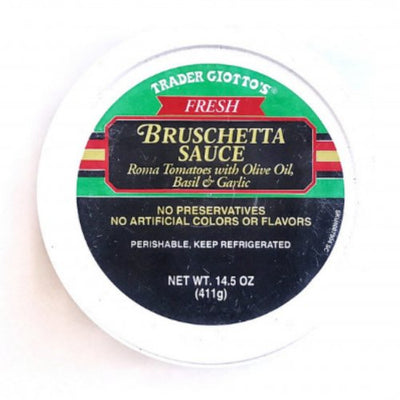 TRADER GIOTTO'S®
FRESH
BRUSCHETTA
SAUCE
Roma Tomatoes with Olive Oil,
Basil & Garlic
NO PRESERVATIVES
NO ARTIFICIAL COLORS OR FLAVORS
PERISHABLE, KEEP REFRIGERATED
NET WT. 14.5 OZ
(411g)